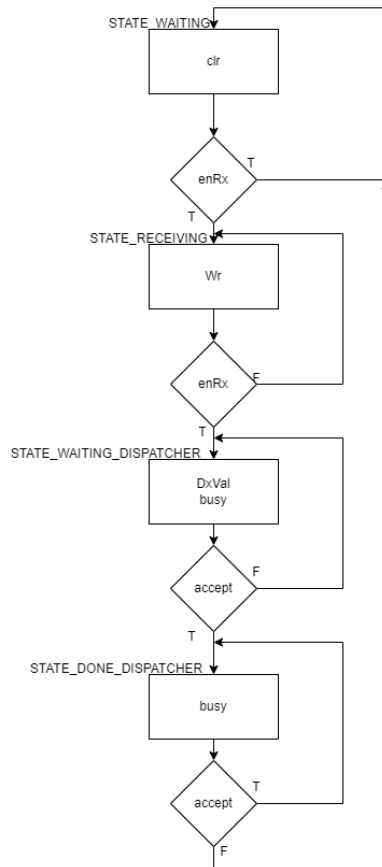 STATE_WAITING
clr
T
enRx
T
STATE_RECEIVING
Wr
F
enRx
T
STATE_WAITING_DISPATCHER
DxVal
busy
F
accept
T
STATE_DONE_DISPATCHER
busy
T
accept
F